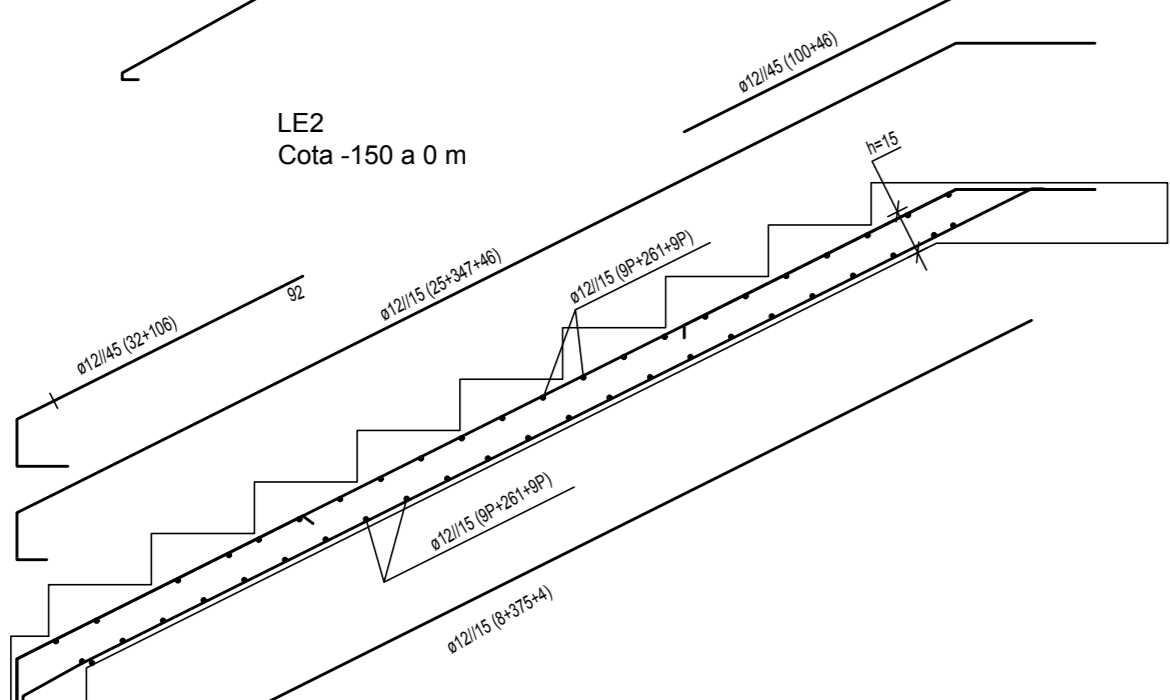 ø12//45 (100+46)
LE2
Cota -150 a 0 m
h=15
ø12//15 (25+347+46)
ø12//15 (9P+261+9P)
92
ø12//45 (32+106)
ø12//15 (9P+261+9P)
ø12//15 (8+375+4)